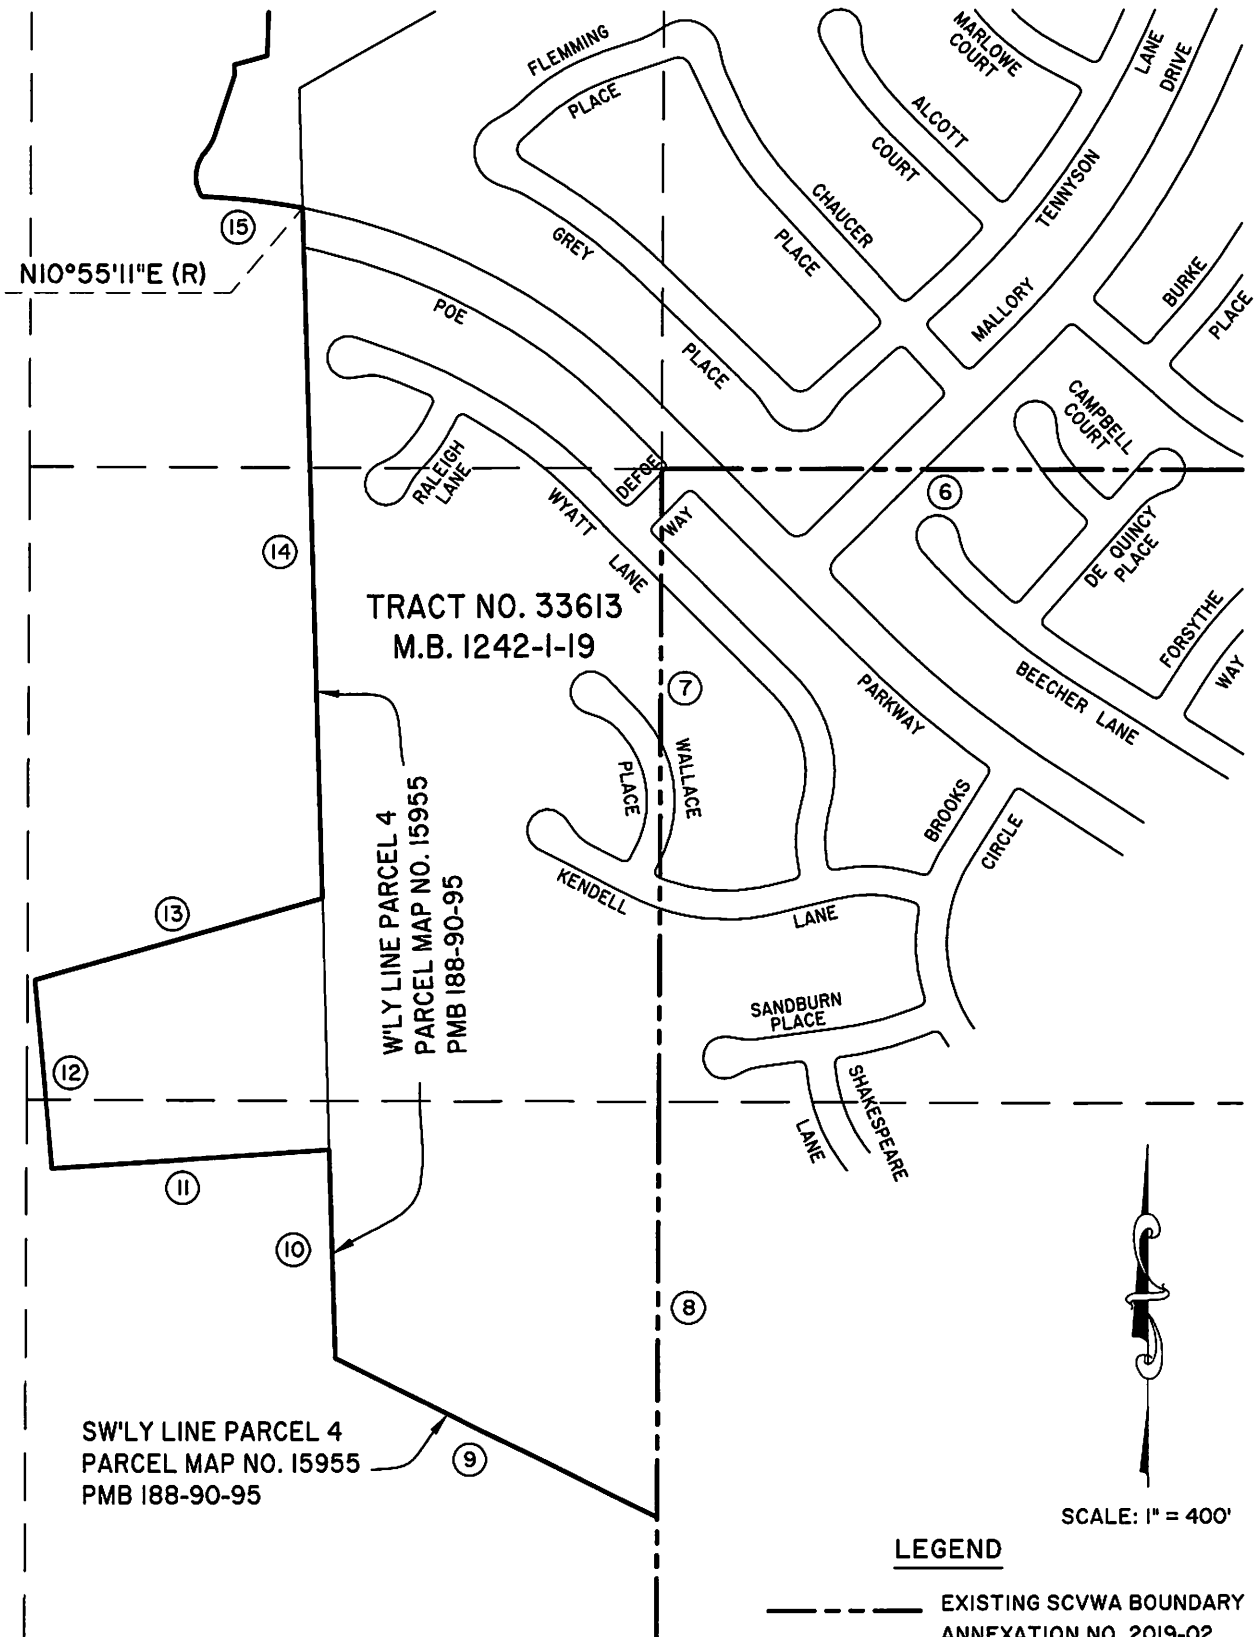 FLEMMING
PLACE
MARLOWE
COURT
LANE
DRIVE
ALCOTT
COURT
TENNYSON
CHAUCER
PLACE
GREY
PLACE
MALLORY
BURKE
PLACE
15
N10°55'11"E (R)
POE
CAMPBELL
COURT
RALEIGH
LANE
DEFOE
WAY
WYATT
LANE
6
DE QUINCY
PLACE
14
TRACT NO. 33613
M.B. 1242-1-19
FORSYTHE
WAY
BEECHER LANE
7
PARKWAY
WALLACE
PLACE
BROOKS
CIRCLE
W'LY LINE PARCEL 4
PARCEL MAP NO. 15955
PMB 188-90-95
KENDELL
LANE
13
SANDBURN
PLACE
12
SHAKESPEARE
LANE
11
10
8
SW'LY LINE PARCEL 4
PARCEL MAP NO. 15955
PMB 188-90-95
9
SCALE: 1" = 400'
LEGEND
EXISTING SCVWA BOUNDARY
ANNEXATION NO. 2019-02